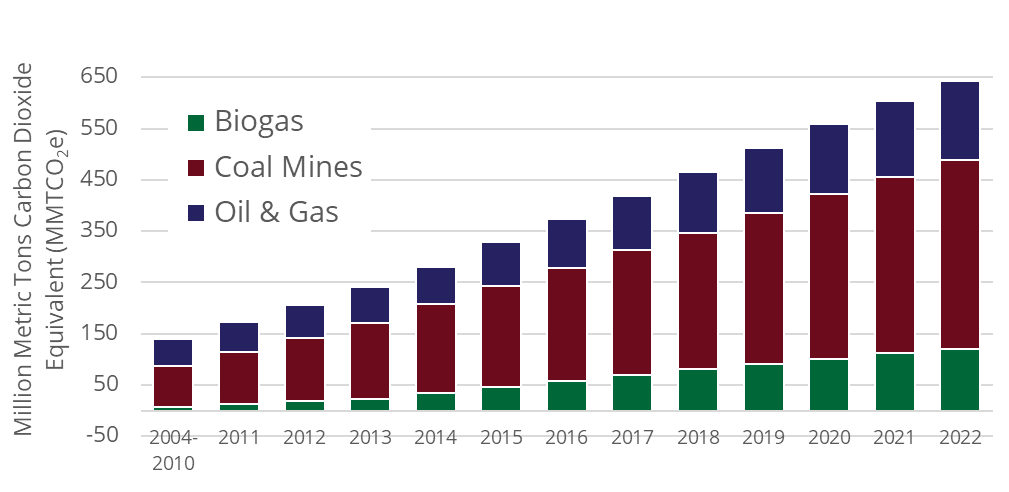 Million Metric Tons Carbon Dioxide
Equivalent (MMTCO₂e)
650
550
450
350
250
150
50
-50
Biogas
Coal Mines
Oil & Gas
2004- 2011 2012 2013 2014 2015 2016 2017 2018 2019 2020 2021 2022
2010